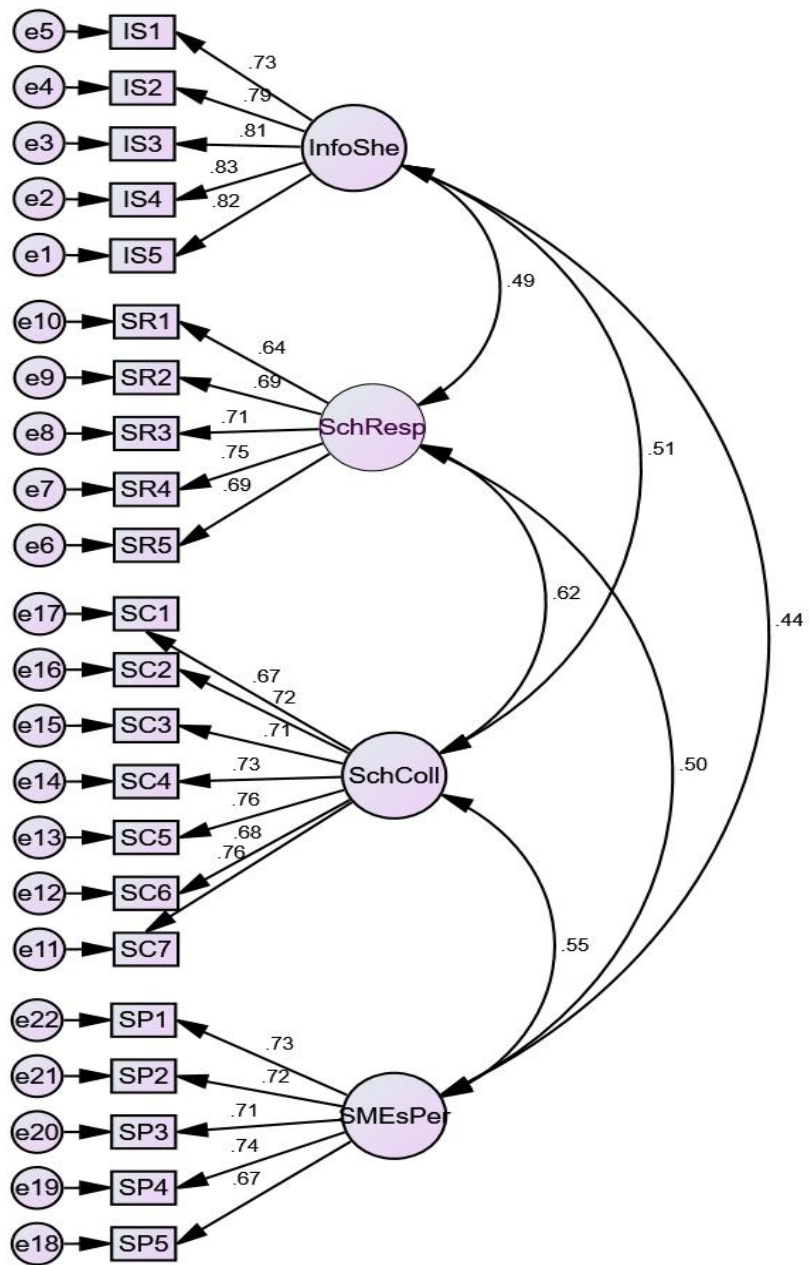 e5 IS1
.73
e4 IS2
.79
e3 IS3
.81
InfoShe
e2 IS4
.83
e1 IS5
.82
.49
e10 SR1
.64
e9 SR2
.69
e8 SR3
.71
SchResp
e7 SR4
.75
e6 SR5
.69
.51
.62
.44
e17 SC1
.67
e16 SC2
.72
e15 SC3
.71
e14 SC4
.73
SchColl
.50
e13 SC5
.76
e12 SC6
.68
e11 SC7
.76
.55
e22 SP1
.73
e21 SP2
.72
e20 SP3
.71
SMEsPer
e19 SP4
.74
e18 SP5
.67